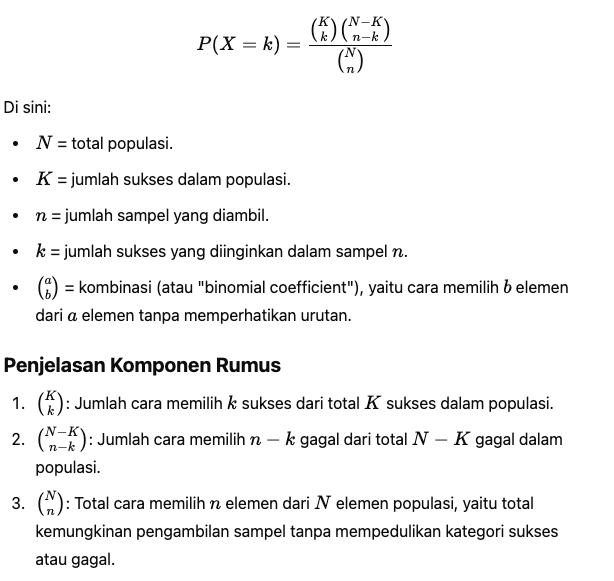 P(X = k) = \frac{\binom{K}{k}\binom{N-K}{n-k}}{\binom{N}{n}}
Di sini:
• N = total populasi.
• K = jumlah sukses dalam populasi.
• n = jumlah sampel yang diambil.
• k = jumlah sukses yang diinginkan dalam sampel n.
• \binom{a}{b} = kombinasi (atau "binomial coefficient"), yaitu cara memilih b elemen
dari a elemen tanpa memperhatikan urutan.
Penjelasan Komponen Rumus
1. \binom{K}{k}: Jumlah cara memilih k sukses dari total K sukses dalam populasi.
2. \binom{N-K}{n-k}: Jumlah cara memilih n − k gagal dari total N − K gagal dalam
populasi.
3. \binom{N}{n}: Total cara memilih n elemen dari N elemen populasi, yaitu total
kemungkinan pengambilan sampel tanpa mempedulikan kategori sukses
atau gagal.